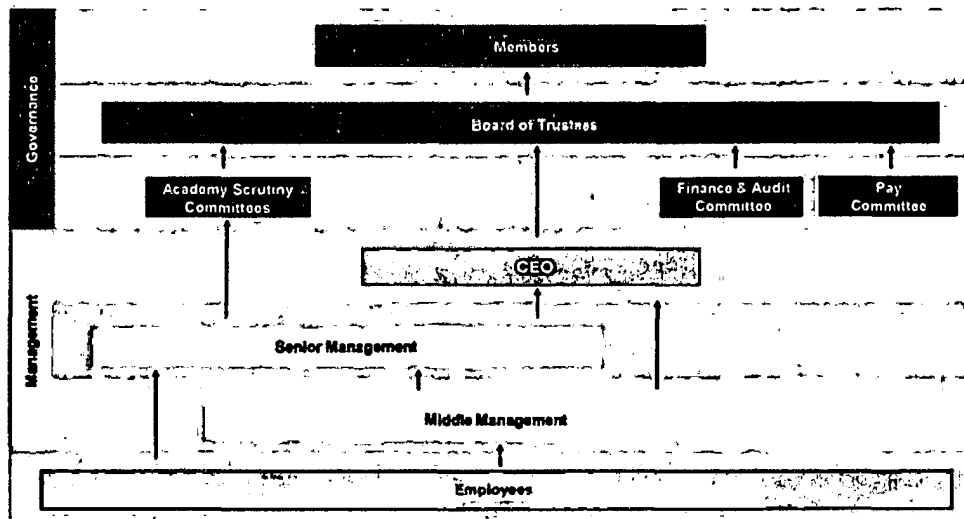 Governance
Members
Board of Trustees
Academy Scrutiny
Committees
Finance & Audit
Committee
Pay
Committee
Management
CEO
Senior Management
Middle Management
Employees